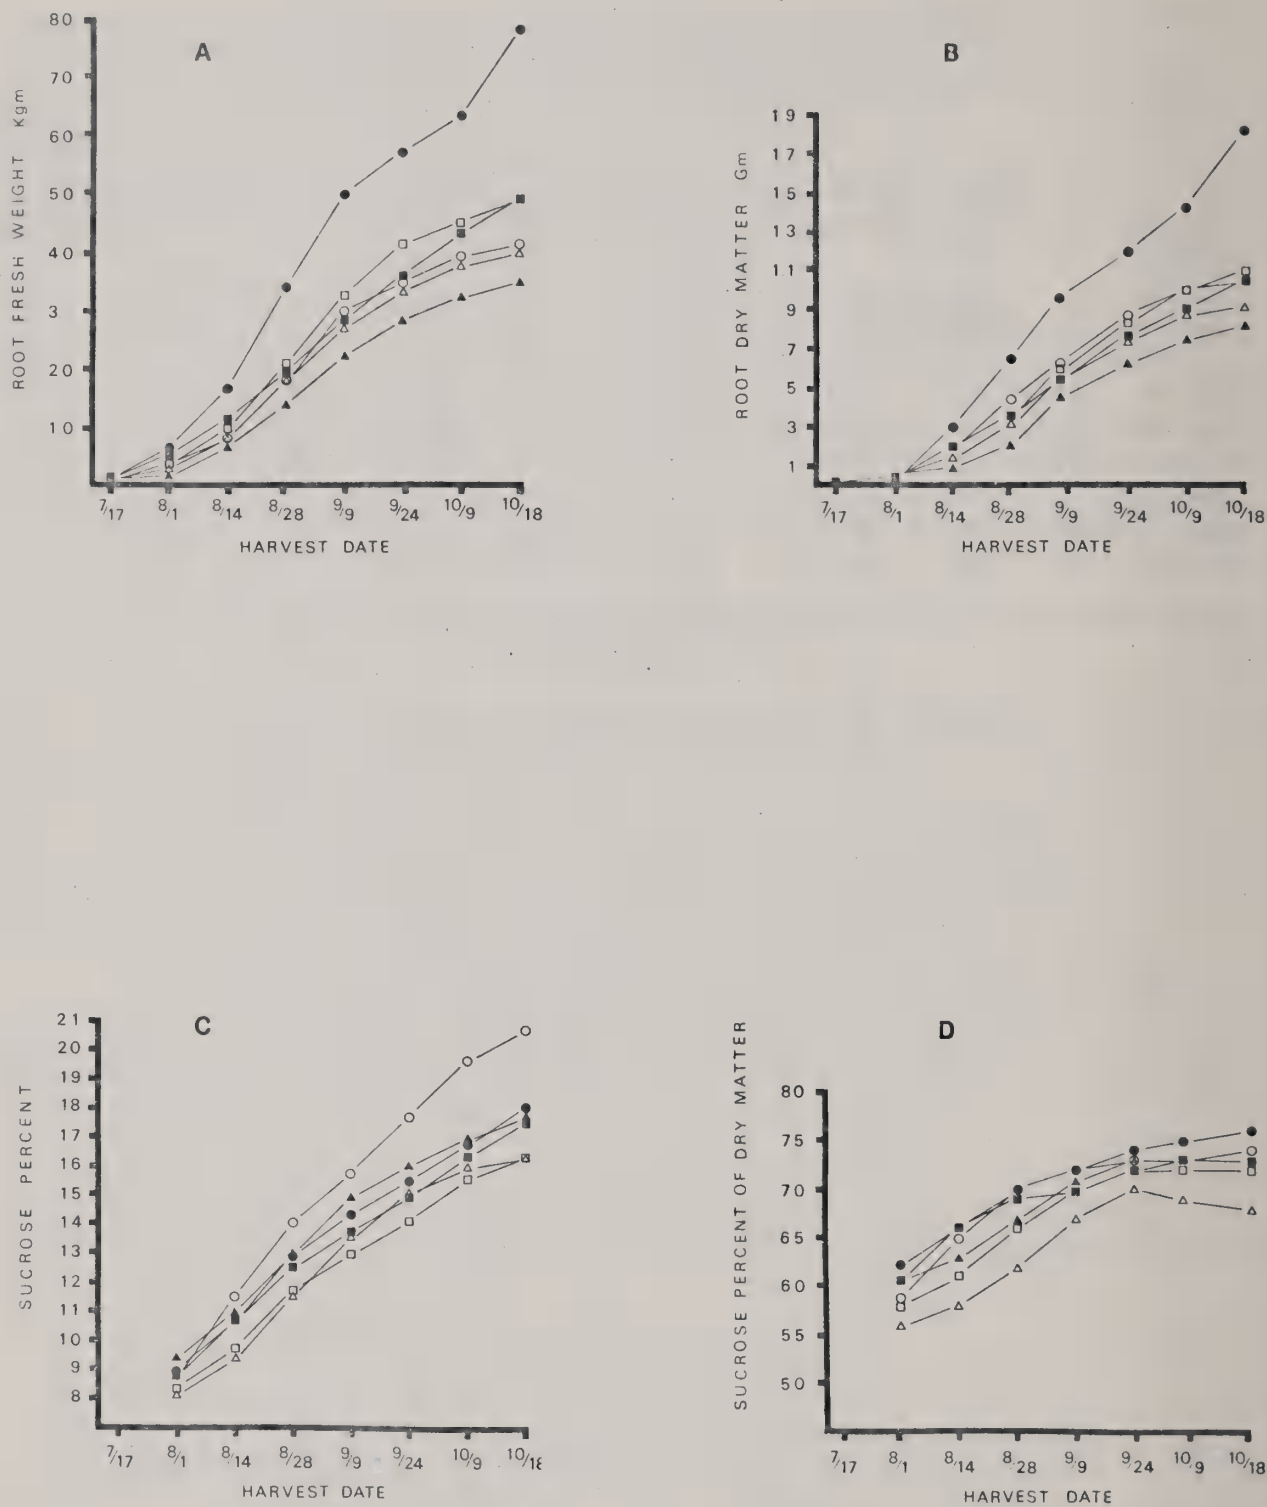 A
ROOT FRESH WEIGHT Kgm
80
70
60
50
40
3
20
10
7/17 8/1 8/14 8/28 9/9 9/24 10/9 10/18
HARVEST DATE
B
ROOT DRY MATTER Gm
19
17
15
13
11
9
7
5
3
1
7/17 8/1 8/14 8/28 9/9 9/24 10/9 10/18
HARVEST DATE
C
SUCROSE PERCENT
21
20
19
18
17
16
15
14
13
12
11
10
9
8
7/17 8/1 8/14 8/28 9/9 9/24 10/9 10/1
HARVEST DATE
D
SUCROSE PERCENT OF DRY MATTER
80
75
70
65
60
55
50
7/17 8/1 8/14 8/28 9/9 9/24 10/9 10/18
HARVEST DATE